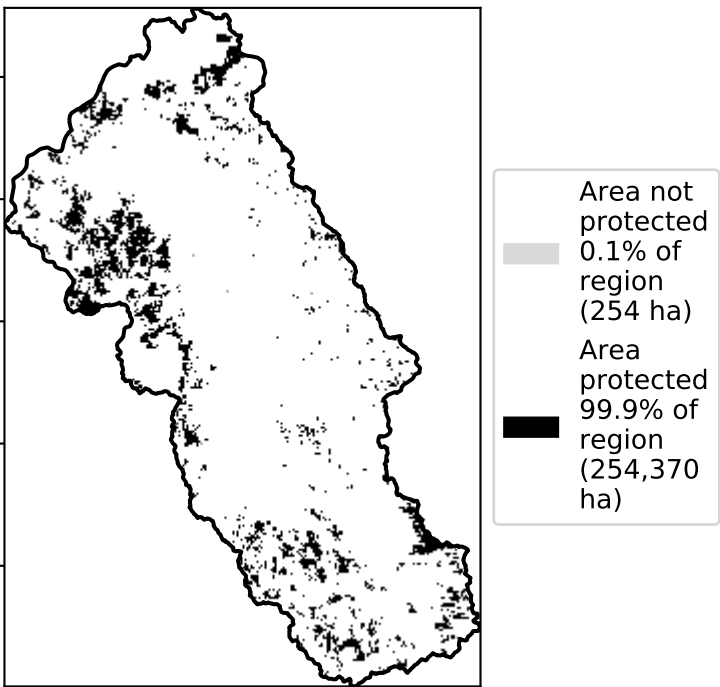 Area not
protected
0.1% of
region
(254 ha)
Area
protected
99.9% of
region
(254,370
ha)